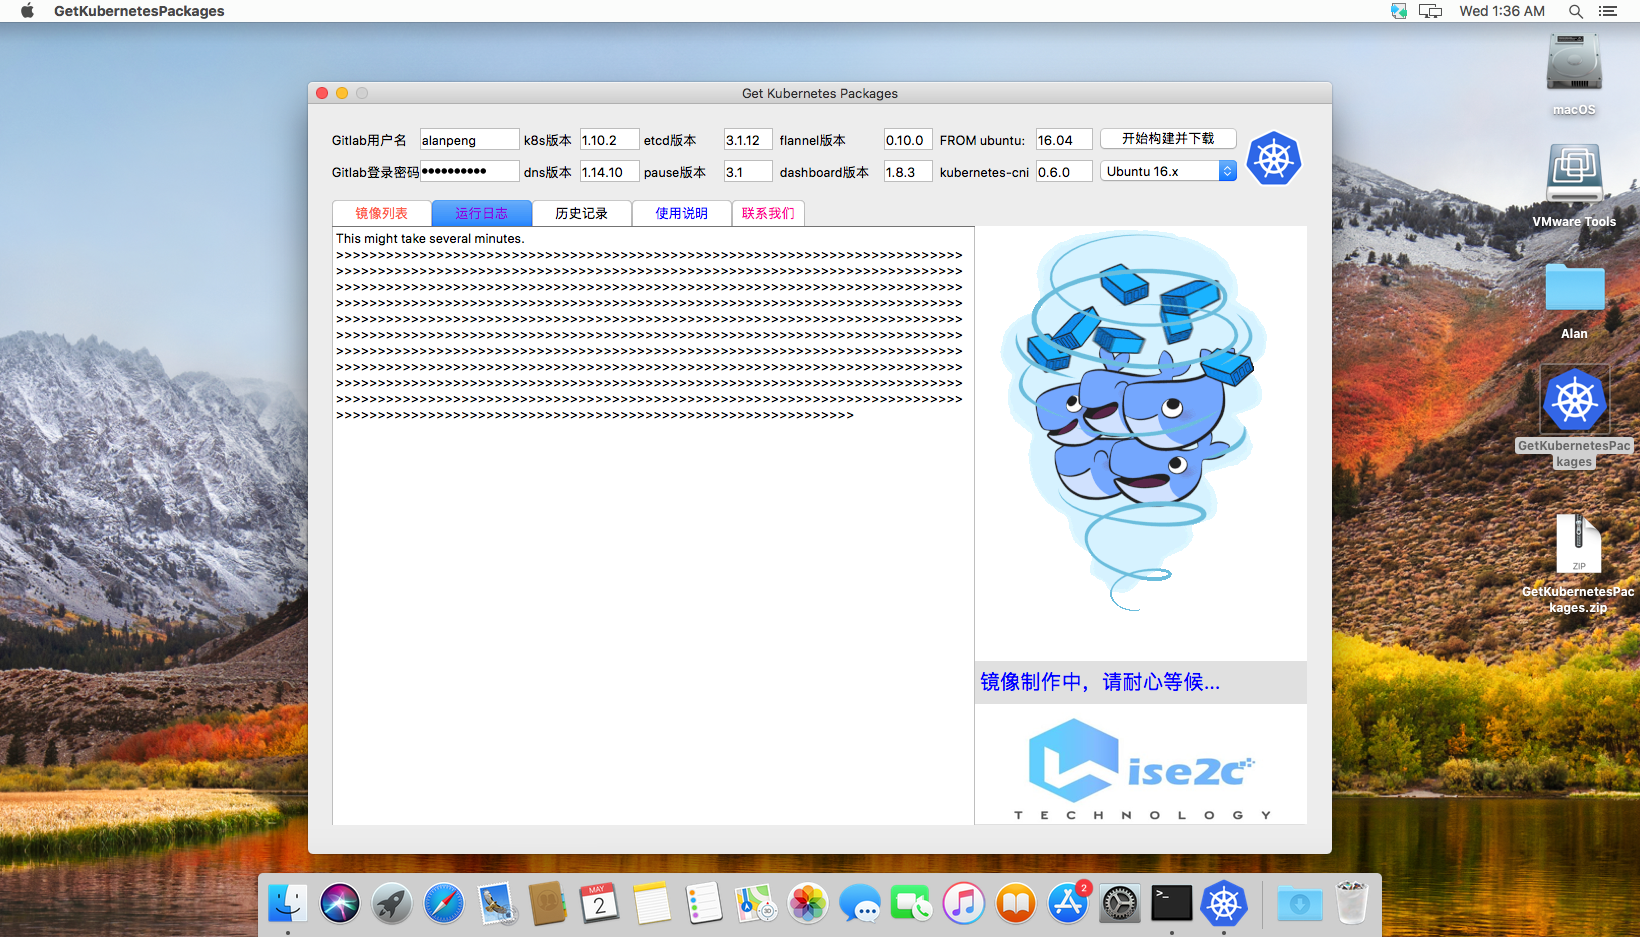 GetKubernetesPackages
Wed 1:36 AM
macOS
VMware Tools
Alan
GetKubernetesPac
kages
ZIP
GetKubernetesPac
kages.zip
Get Kubernetes Packages
Gitlab用户名 alanpeng k8s版本 1.10.2 etcd版本 3.1.12 flannel版本 0.10.0 FROM ubuntu: 16.04 开始构建并下载
Gitlab登录密码 ●●●●●●●●●● dns版本 1.14.10 pause版本 3.1 dashboard版本 1.8.3 kubernetes-cni 0.6.0 Ubuntu 16.x
镜像列表 运行日志 历史记录 使用说明 联系我们
This might take several minutes.
>>>>>>>>>>>>>>>>>>>>>>>>>>>>>>>>>>>>>>>>>>>>>>>>>>>>>>>>>>>>>>>>>>>>>>>>>>>
>>>>>>>>>>>>>>>>>>>>>>>>>>>>>>>>>>>>>>>>>>>>>>>>>>>>>>>>>>>>>>>>>>>>>>>>>>>
>>>>>>>>>>>>>>>>>>>>>>>>>>>>>>>>>>>>>>>>>>>>>>>>>>>>>>>>>>>>>>>>>>>>>>>>>>>
>>>>>>>>>>>>>>>>>>>>>>>>>>>>>>>>>>>>>>>>>>>>>>>>>>>>>>>>>>>>>>>>>>>>>>>>>>>
>>>>>>>>>>>>>>>>>>>>>>>>>>>>>>>>>>>>>>>>>>>>>>>>>>>>>>>>>>>>>>>>>>>>>>>>>>>
>>>>>>>>>>>>>>>>>>>>>>>>>>>>>>>>>>>>>>>>>>>>>>>>>>>>>>>>>>>>>>>>>>>>>>>>>>>
>>>>>>>>>>>>>>>>>>>>>>>>>>>>>>>>>>>>>>>>>>>>>>>>>>>>>>>>>>>>>>>>>>>>>>>>>>>
>>>>>>>>>>>>>>>>>>>>>>>>>>>>>>>>>>>>>>>>>>>>>>>>>>>>>>>>>>>>>>>>>>>>>>>>>>>
>>>>>>>>>>>>>>>>>>>>>>>>>>>>>>>>>>>>>>>>>>>>>>>>>>>>>>>>>>>>>>>>>>>>>>>>>>>
>>>>>>>>>>>>>>>>>>>>>>>>>>>>>>>>>>>>>>>>>>>>>>>>>>>>>>>>>>>>>>>>>>>>>>>>>>>
>>>>>>>>>>>>>>>>>>>>>>>>>>>>>>>>>>>>>>>>>>>>>>>>>>>>>>>>>>>>>>
镜像制作中，请耐心等候...
ise2c
TECHNOLOGY
MAY
2
3D
2
>_